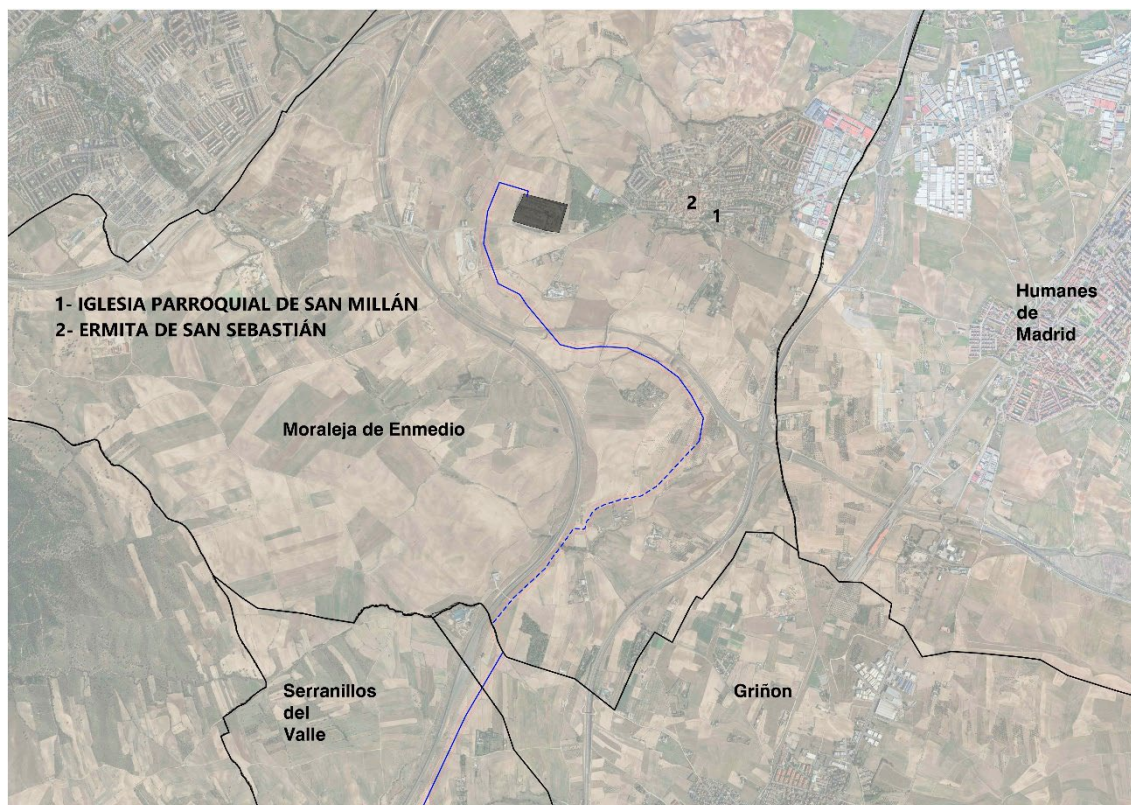 2
1
1- IGLESIA PARROQUIAL DE SAN MILLÁN
2- ERMITA DE SAN SEBASTIÁN
Humanes
de
Madrid
Moraleja de Enmedio
Serranillos
del
Valle
Griñon